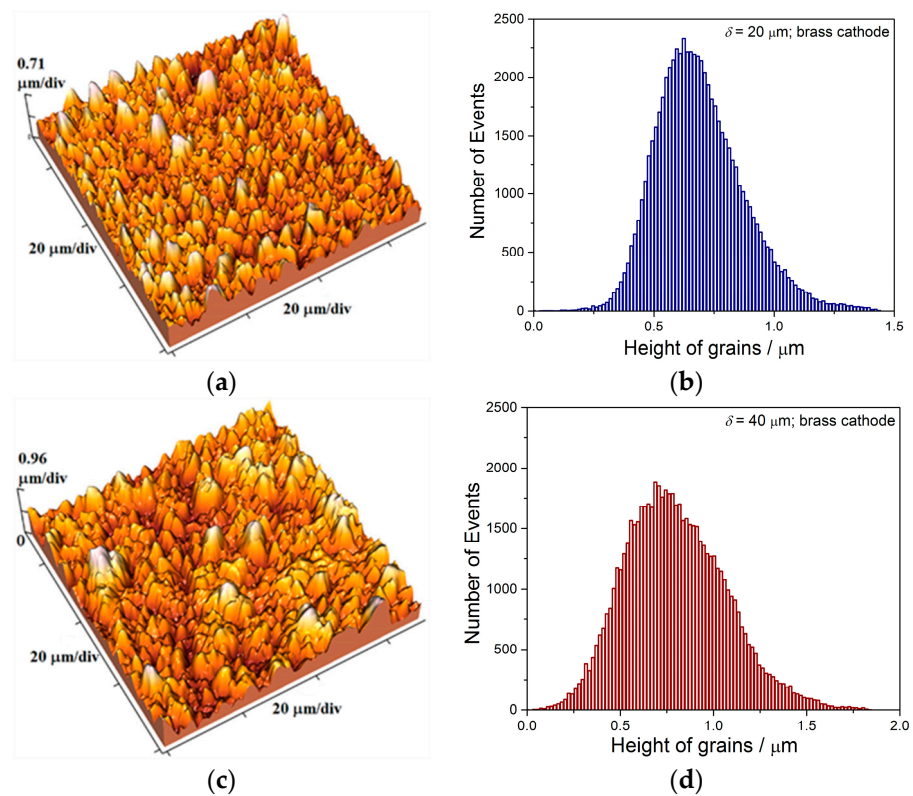 0.71
μm/div
20 μm/div
20 μm/div
(a)
2500
2000
1500
1000
500
0
0.0 0.5 1.0 1.5
Number of Events
Height of grains / μm
δ = 20 μm; brass cathode
(b)
0.96
μm/div
0
20 μm/div
20 μm/div
(c)
2500
2000
1500
1000
500
0
0.0 0.5 1.0 1.5 2.0
Number of Events
Height of grains / μm
δ = 40 μm; brass cathode
(d)